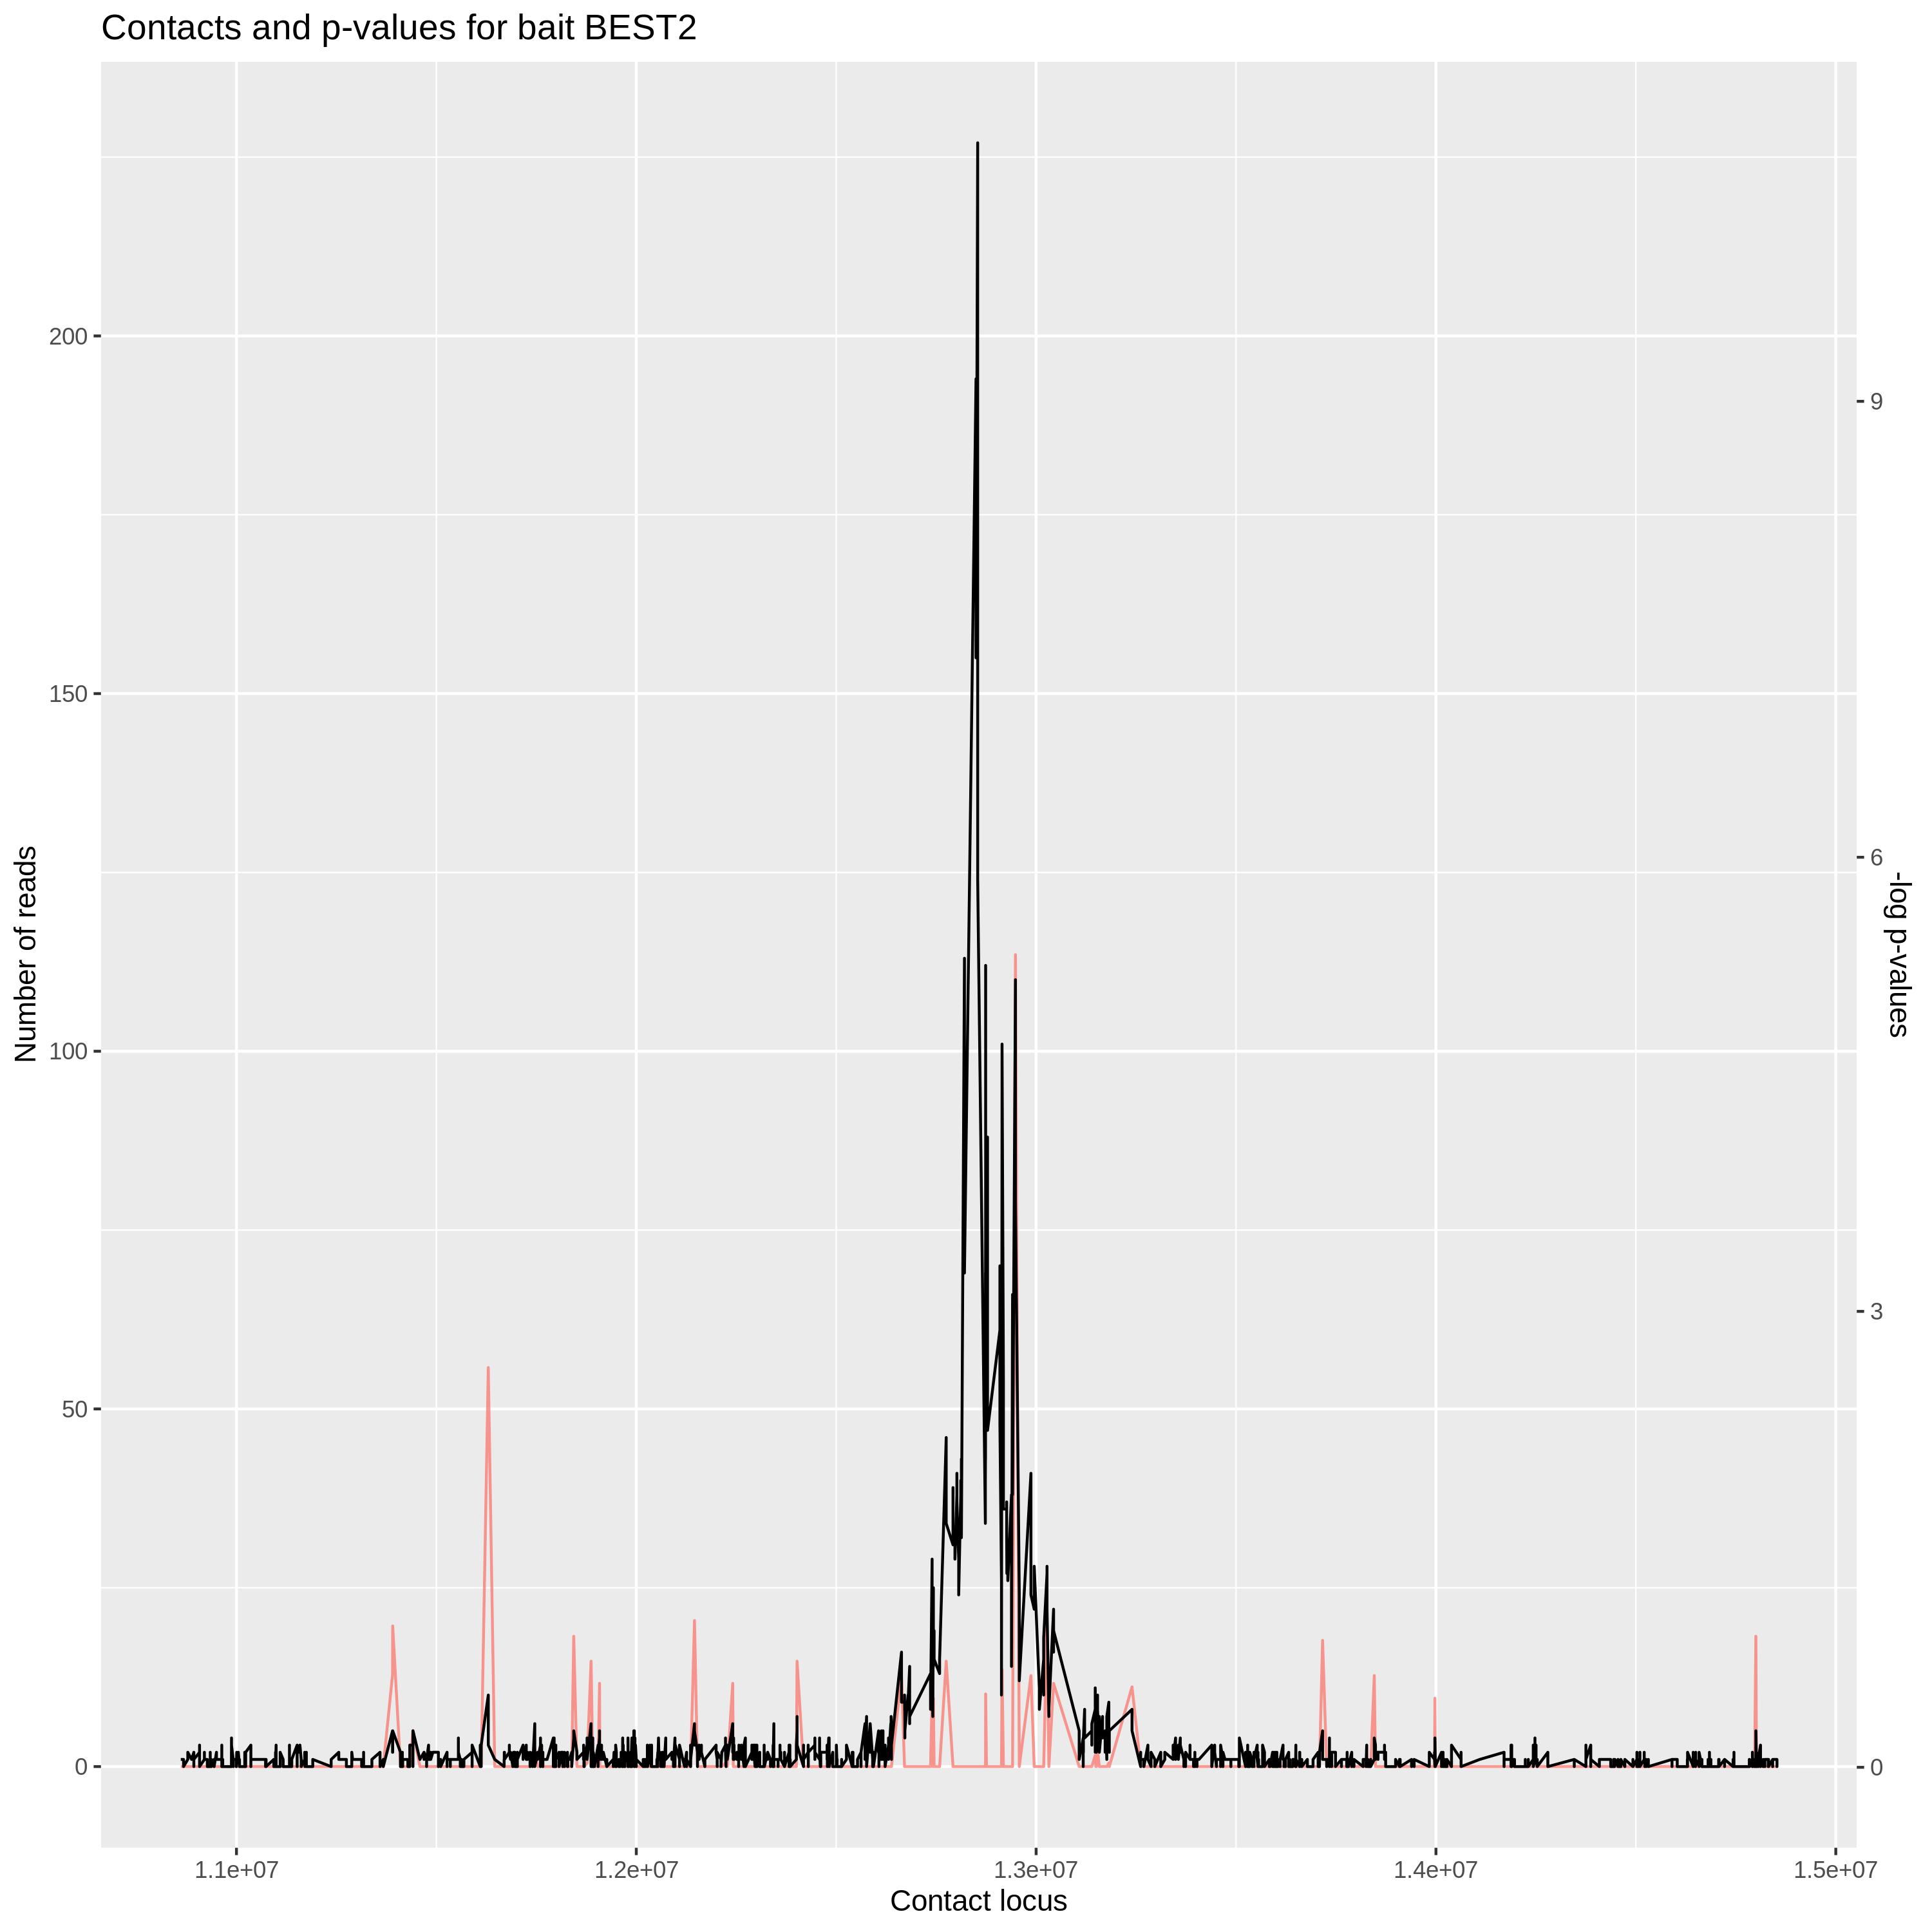 Contacts and p-values for bait BEST2
Number of reads
200
150
100
50
0
9
6
3
0
-log p-values
1.1e+07 1.2e+07 1.3e+07 1.4e+07 1.5e+07
Contact locus